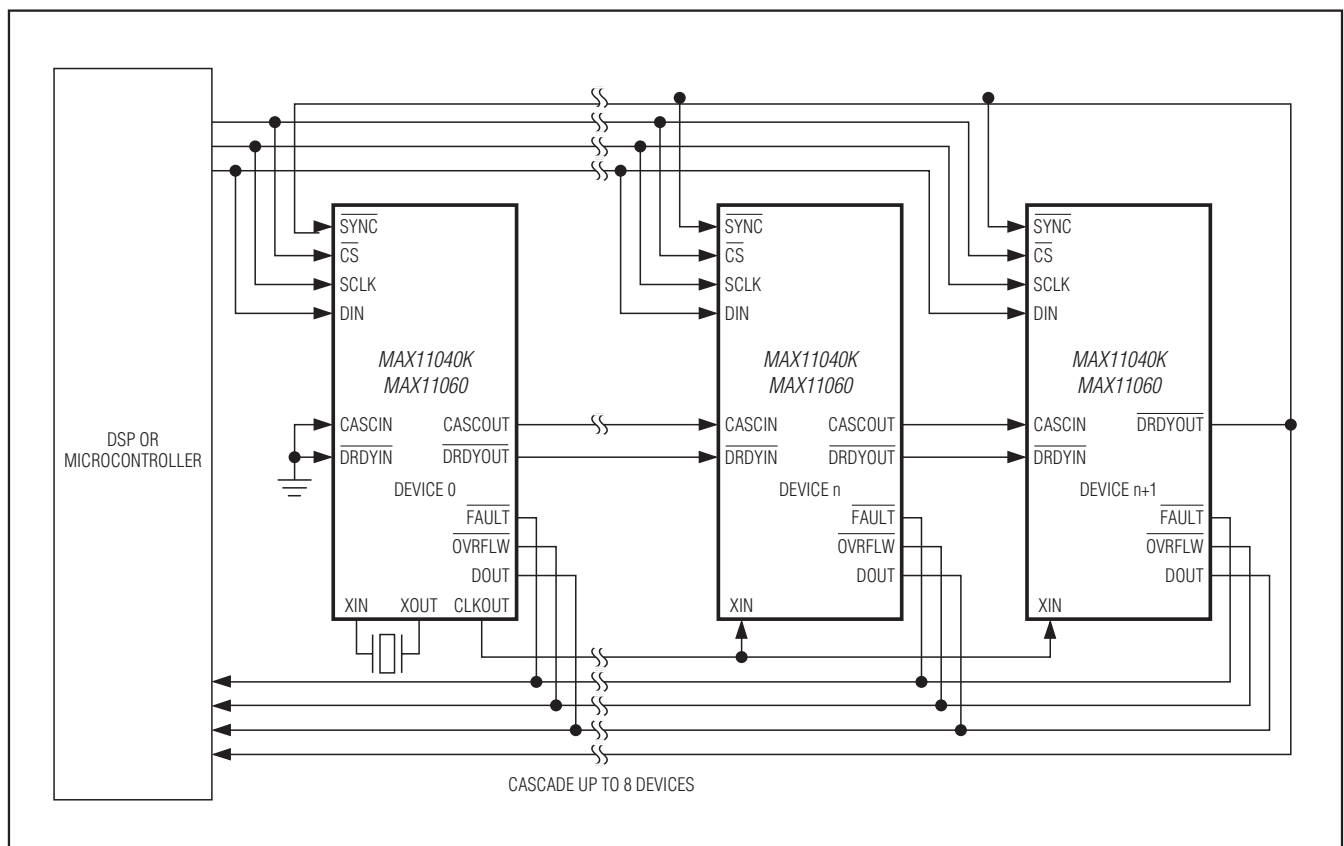 DSP OR
MICROCONTROLLER
SYNC
CS
SCLK
DIN
MAX11040K
MAX11060
CASCIN
CASCOUT
DRDYIN
DRDYOUT
DEVICE 0
FAULT
OVRFLW
DOUT
XIN
XOUT
CLKOUT
SYNC
CS
SCLK
DIN
MAX11040K
MAX11060
CASCIN
CASCOUT
DRDYIN
DRDYOUT
DEVICE n
FAULT
OVRFLW
DOUT
XIN
SYNC
CS
SCLK
DIN
MAX11040K
MAX11060
CASCIN
DRDYOUT
DRDYIN
DEVICE n+1
FAULT
OVRFLW
DOUT
XIN
CASCADE UP TO 8 DEVICES